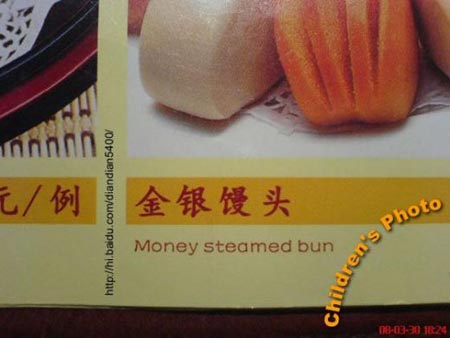 元/例
金银馒头
Money steamed bun
http://hi.baidu.com/diandian5400/
Children's Photo
08-03-30 18:24